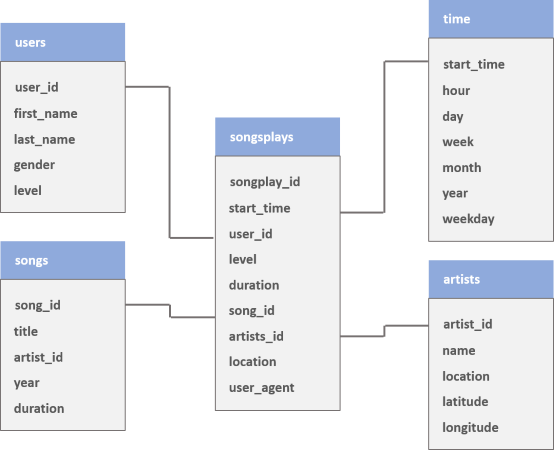 users
user_id
first_name
last_name
gender
level
songs
song_id
title
artist_id
year
duration
songsplays
songplay_id
start_time
user_id
level
duration
song_id
artists_id
location
user_agent
time
start_time
hour
day
week
month
year
weekday
artists
artist_id
name
location
latitude
longitude